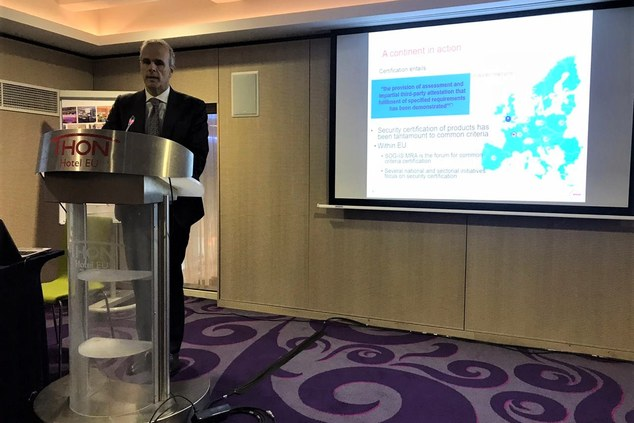 A continent in action
Certification entails
"the provision of assessment and
impartial third-party attestation that
fulfilment of specified requirements
has been demonstrated"
• Security certification of products has
been tantamount to common criteria
• Within EU
SOG-IS MRA is the forum for common
criteria certification
Several national and sectorial initiatives
focus on security certification
THON
Hotel EU
THON